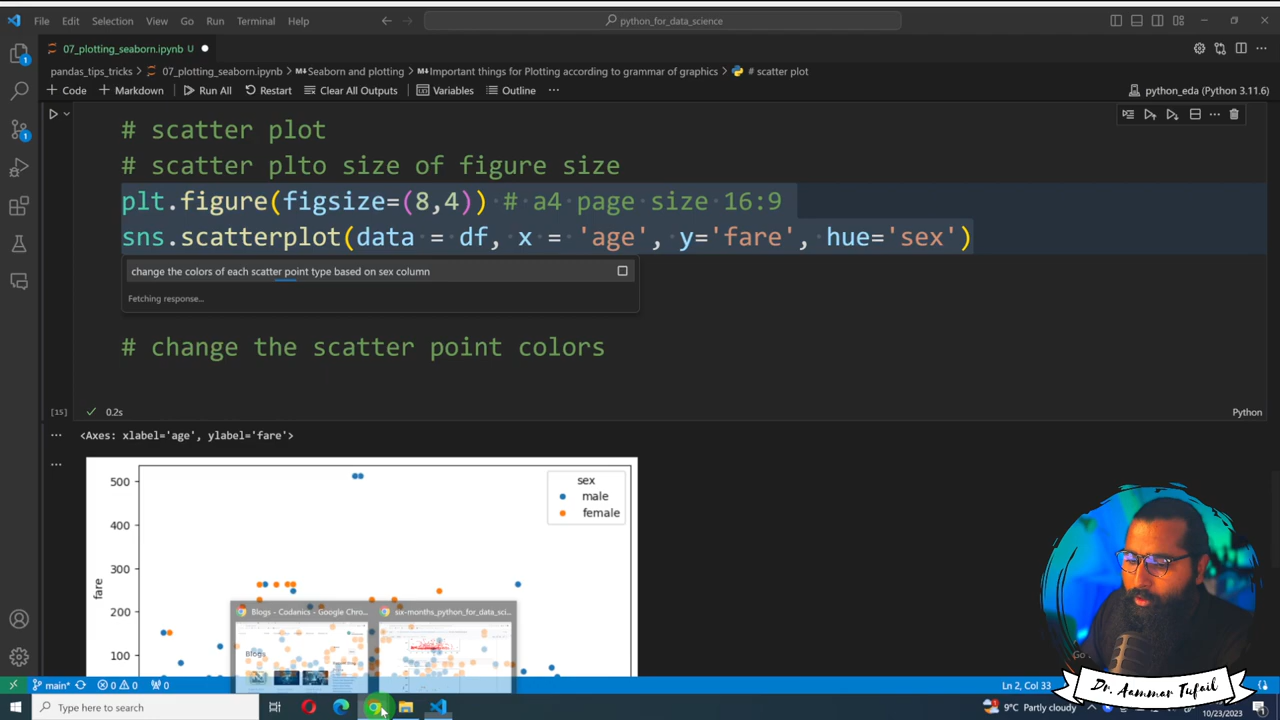 File Edit Selection View Go Run Terminal Help
python_for_data_science
07_plotting_seaborn.ipynb U
pandas_tips_tricks > 07_plotting_seaborn.ipynb > Seaborn and plotting > Important things for Plotting according to grammar of graphics > # scatter plot
+ Code + Markdown Run All Restart Clear All Outputs Variables Outline ...
python_eda (Python 3.11.6)
# scatter plot
# scatter plto size of figure size
plt.figure(figsize=(8,4)) # a4 page size 16:9
sns.scatterplot(data = df, x = 'age', y='fare', hue='sex')
change the colors of each scatter point type based on sex column
Fetching response...
# change the scatter point colors
[15] 0.2s
Python
<Axes: xlabel='age', ylabel='fare'>
sex
male
female
500
400
300
200
100
fare
Blogs - Codanics - Google Chro...
six-months_python_for_data_sci...
Blogs
main* 0 0 0
Ln 2, Col 33
Type here to search
9°C Partly cloudy
10/23/2023
Dr. Aammar Tufail